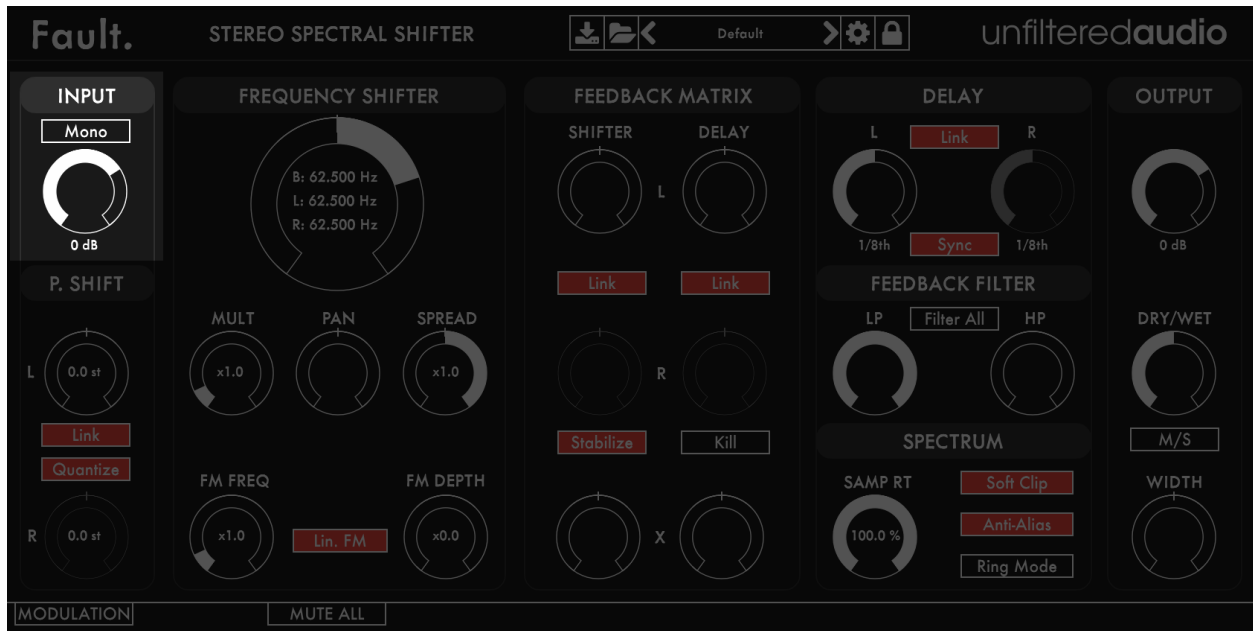 Fault. STEREO SPECTRAL SHIFTER Default unfilteredaudio
INPUT FREQUENCY SHIFTER FEEDBACK MATRIX DELAY OUTPUT
Mono SHIFTER DELAY L Link R
B: 62.500 Hz
L: 62.500 Hz L
R: 62.500 Hz
0 dB 1/8th Sync 1/8th 0 dB
P. SHIFT Link Link FEEDBACK FILTER
MULT PAN SPREAD LP Filter All HP DRY/WET
L 0.0 st x1.0 x1.0 R
Link Stabilize Kill SPECTRUM M/S
Quantize
FM FREQ FM DEPTH SAMP RT Soft Clip WIDTH
R 0.0 st x1.0 Lin. FM x0.0 X 100.0 % Anti-Alias
Ring Mode
MODULATION MUTE ALL